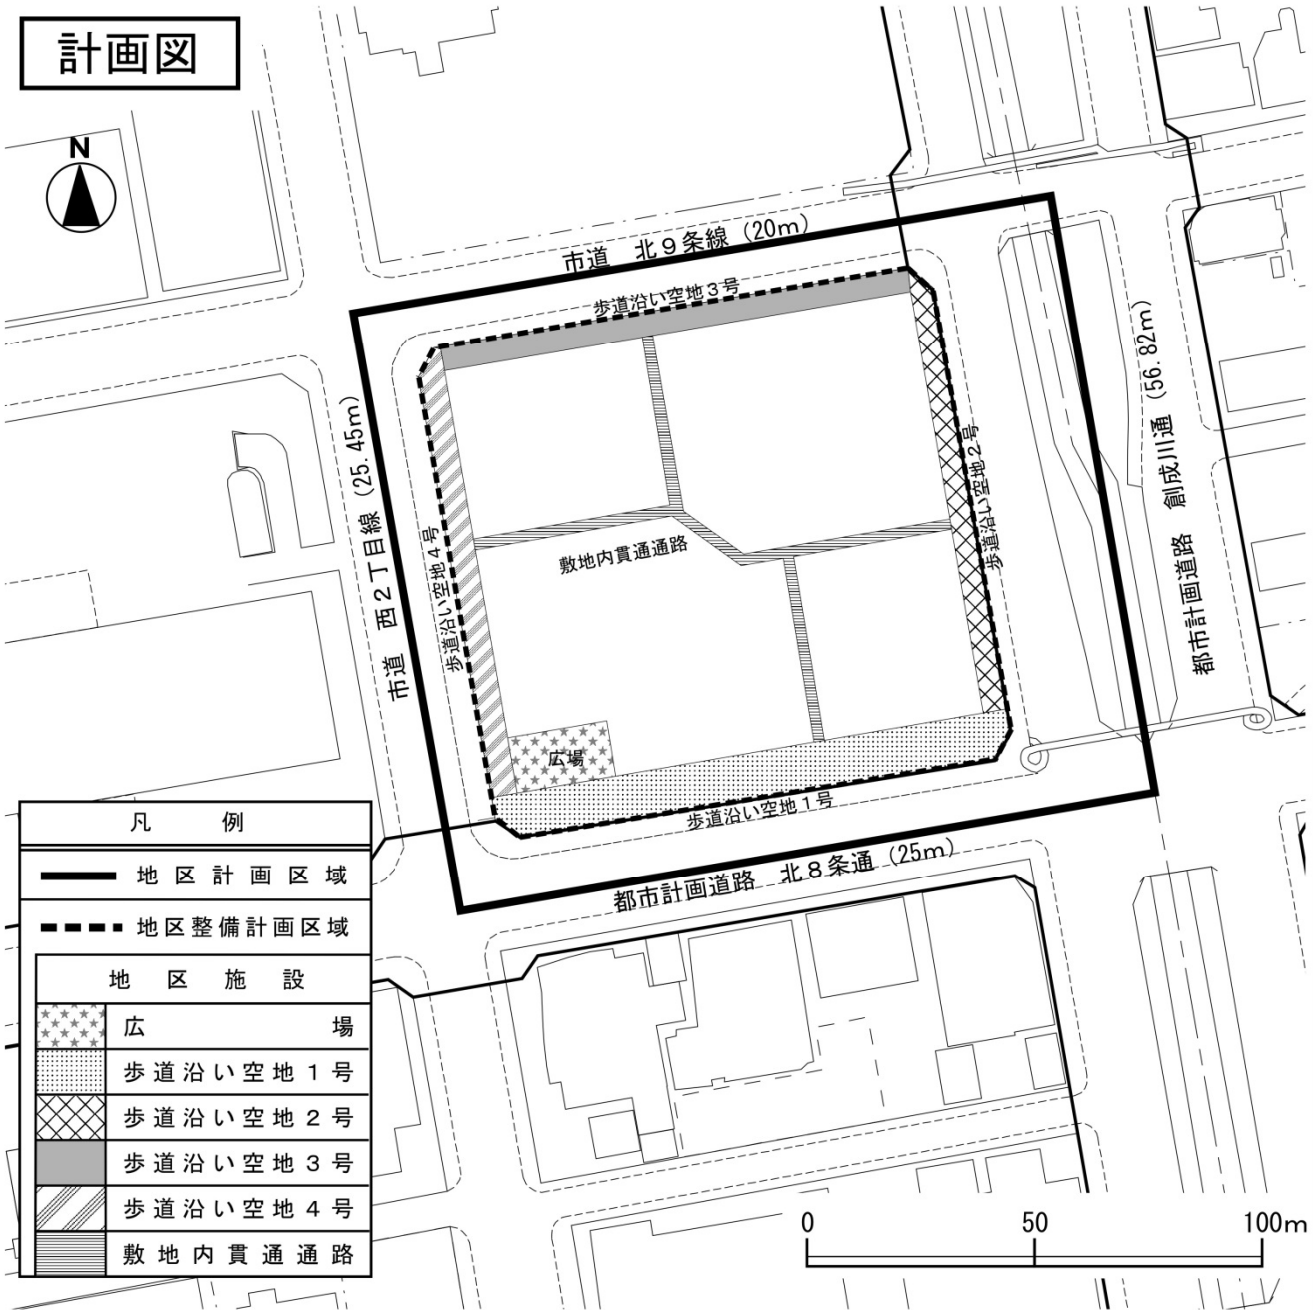 計画図
N
市道 北9条線 (20m)
歩道沿い空地3号
市道 西2丁目線 (25.45m)
歩道沿い空地4号
敷地内貫通通路
歩道沿い空地2号
都市計画道路 創成川通 (56.82m)
広場
歩道沿い空地1号
都市計画道路 北8条通 (25m)
凡例
地区計画区域
地区整備計画区域
地区施設
広場
歩道沿い空地1号
歩道沿い空地2号
歩道沿い空地3号
歩道沿い空地4号
敷地内貫通通路
0 50 100m